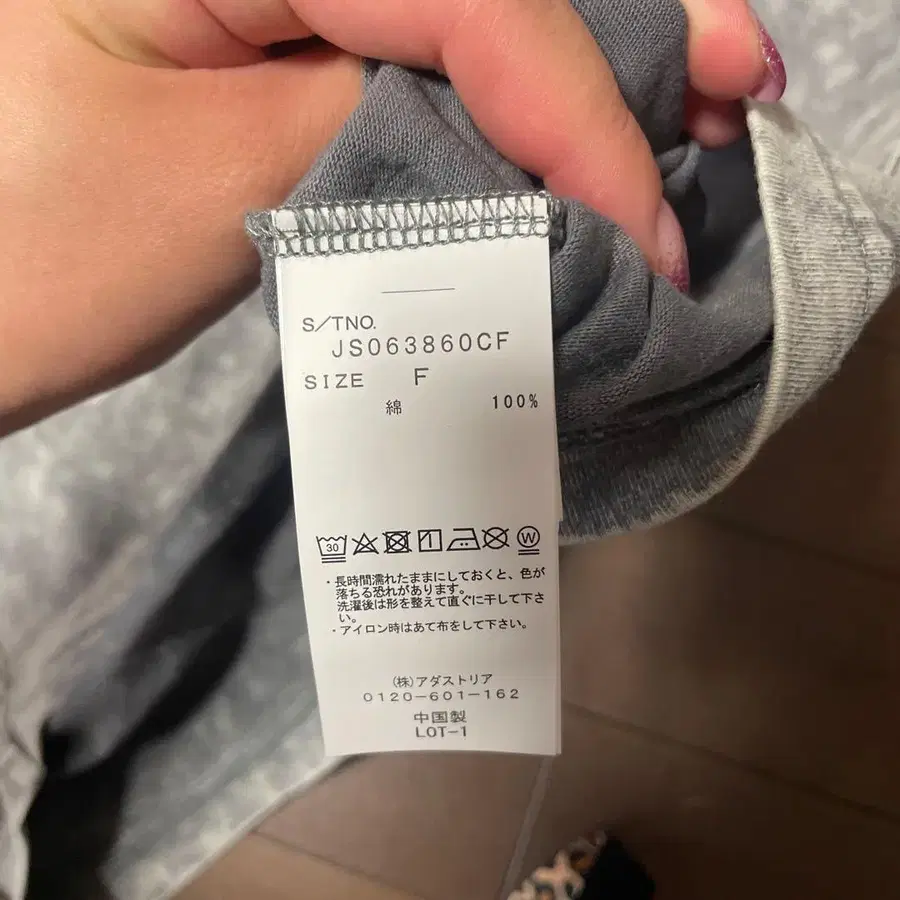 S/TNO.
JS063860CF
SIZE F
綿 100%
30 W
・長時間濡れたままにしておくと、色が
落ちる恐れがあります。
洗濯後は形を整えて直ぐに干して下さ
い。
・アイロン時はあて布をして下さい。
(株)アダストリア
0120-601-162
中国製
LOT-1